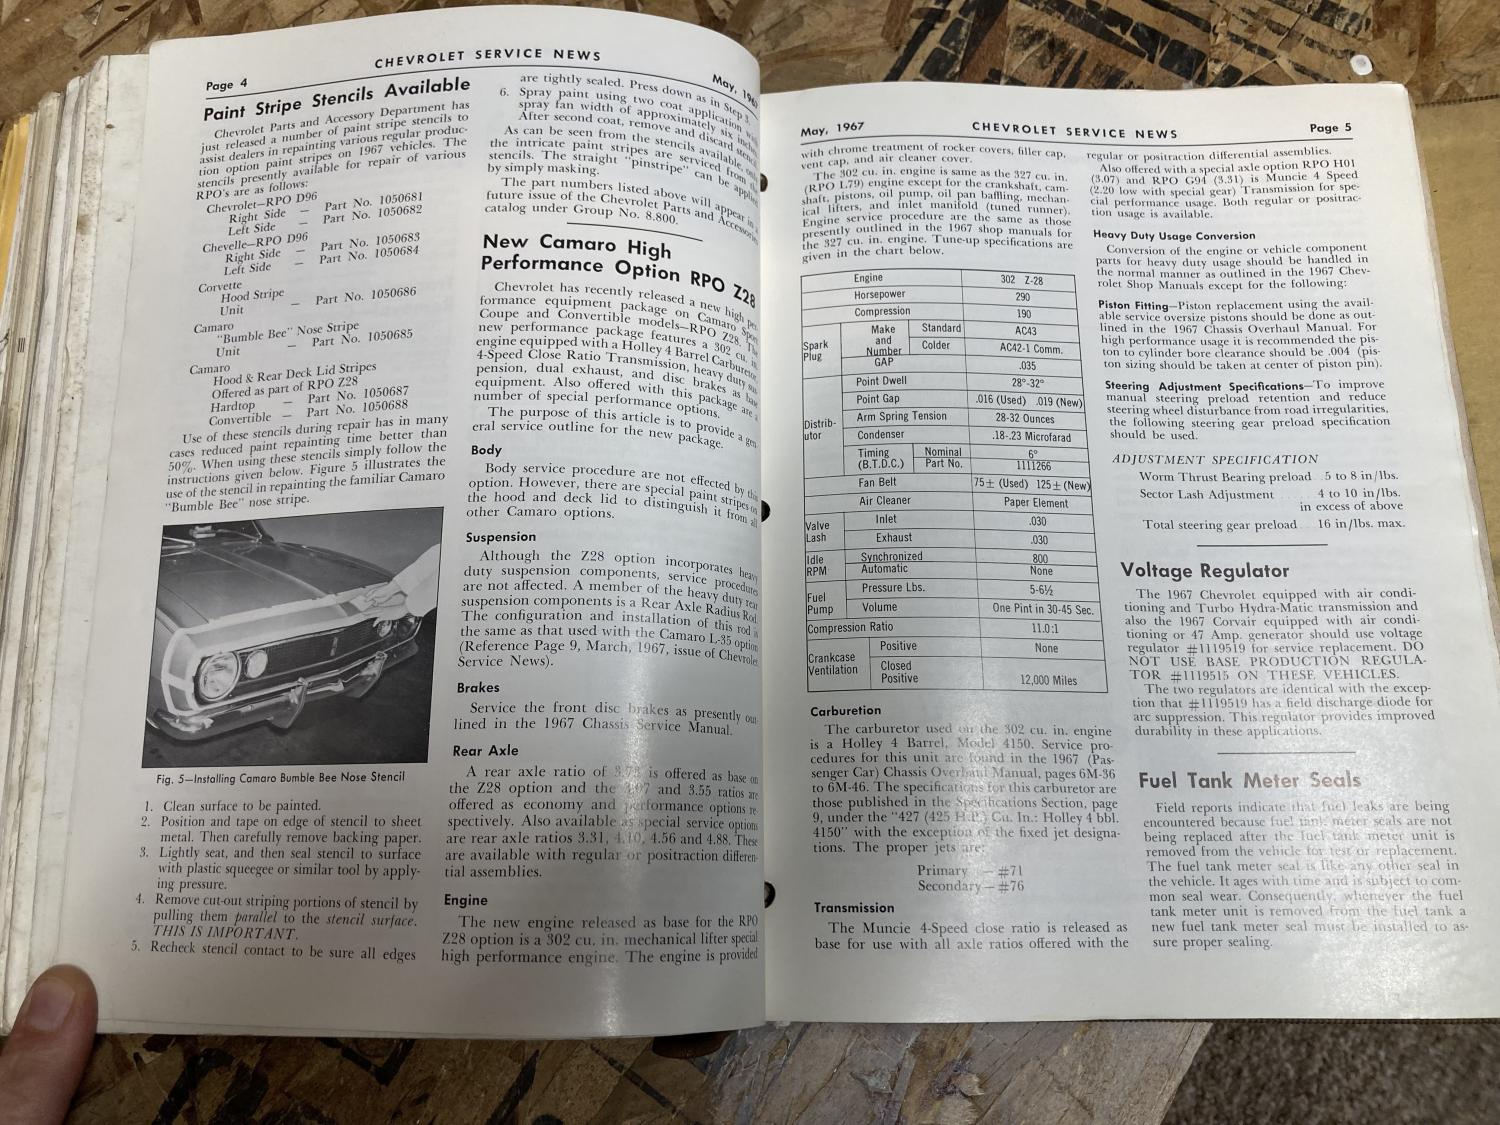 Page 4
CHEVROLET SERVICE NEWS
May, 196
Paint Stripe Stencils Available
Chevrolet Parts and Accessory Department has
just released a number of paint stripe stencils to
assist dealers in repainting various regular produc-
tion option paint stripes on 1967 vehicles. The
stencils presently available for repair of various
RPO's are as follows:
Chevrolet—RPO D96
Right Side — Part No. 1050681
Left Side — Part No. 1050682
Chevelle—RPO D96
Right Side — Part No. 1050683
Left Side — Part No. 1050684
Corvette
Hood Stripe
Unit — Part No. 1050686
Camaro
"Bumble Bee" Nose Stripe
Unit — Part No. 1050685
Camaro
Hood & Rear Deck Lid Stripes
Offered as part of RPO Z28
Hardtop — Part No. 1050687
Convertible — Part No. 1050688
Use of these stencils during repair has in many
cases reduced paint repainting time better than
50%. When using these stencils simply follow the
instructions given below. Figure 5 illustrates the
use of the stencil in repainting the familiar Camaro
"Bumble Bee" nose stripe.
Fig. 5—Installing Camaro Bumble Bee Nose Stencil
1. Clean surface to be painted.
2. Position and tape on edge of stencil to sheet
metal. Then carefully remove backing paper.
3. Lightly seat, and then seal stencil to surface
with plastic squeegee or similar tool by apply-
ing pressure.
4. Remove cut-out striping portions of stencil by
pulling them parallel to the stencil surface.
THIS IS IMPORTANT.
5. Recheck stencil contact to be sure all edges
are tightly sealed. Press down as in Step 3.
6. Spray paint using two coat application with
spray fan width of approximately six inches.
After second coat, remove and discard stencil.
As can be seen from the stencils available, only
the intricate paint stripes are serviced from the
stencils. The straight "pinstripe" can be applied
by simply masking.
The part numbers listed above will appear in a
future issue of the Chevrolet Parts and Accessories
catalog under Group No. 8.800.
New Camaro High
Performance Option RPO Z28
Chevrolet has recently released a new high per-
formance equipment package on Camaro Sport
Coupe and Convertible models—RPO Z28. The
new performance package features a 302 cu. in.
engine equipped with a Holley 4 Barrel Carburetor,
4-Speed Close Ratio Transmission, heavy duty sus-
pension, dual exhaust, and disc brakes as base
equipment. Also offered with this package are a
number of special performance options.
The purpose of this article is to provide a gen-
eral service outline for the new package.
Body
Body service procedure are not effected by this
option. However, there are special paint stripes on
the hood and deck lid to distinguish it from all
other Camaro options.
Suspension
Although the Z28 option incorporates heavy
duty suspension components, service procedures
are not affected. A member of the heavy duty rear
suspension components is a Rear Axle Radius Rod.
The configuration and installation of this rod is
the same as that used with the Camaro L-35 option
(Reference Page 9, March, 1967, issue of Chevrolet
Service News).
Brakes
Service the front disc brakes as presently out-
lined in the 1967 Chassis Service Manual.
Rear Axle
A rear axle ratio of 3.73 is offered as base on
the Z28 option and the 3.07 and 3.55 ratios are
offered as economy and performance options re-
spectively. Also available as special service options
are rear axle ratios 3.31, 4.10, 4.56 and 4.88. These
are available with regular or positraction differen-
tial assemblies.
Engine
The new engine released as base for the RPO
Z28 option is a 302 cu. in. mechanical lifter special
high performance engine. The engine is provided
May, 1967
CHEVROLET SERVICE NEWS
Page 5
with chrome treatment of rocker covers, filler cap,
vent cap, and air cleaner cover.
The 302 cu. in. engine is same as the 327 cu. in.
(RPO L79) engine except for the crankshaft, cam-
shaft, pistons, oil pump, oil pan baffling, mechan-
ical lifters, and inlet manifold (tuned runner).
Engine service procedure are the same as those
presently outlined in the 1967 shop manuals for
the 327 cu. in. engine. Tune-up specifications are
given in the chart below.
Engine 302 Z-28
Horsepower 290
Compression 190
Spark Plug Make and Number Standard AC43
Colder AC42-1 Comm.
GAP .035
Distrib-utor Point Dwell 28°-32°
Point Gap .016 (Used) .019 (New)
Arm Spring Tension 28-32 Ounces
Condenser .18-.23 Microfarad
Timing (B.T.D.C.) Nominal 6°
Part No. 1111266
Fan Belt 75± (Used) 125± (New)
Air Cleaner Paper Element
Valve Lash Inlet .030
Exhaust .030
Idle RPM Synchronized 800
Automatic None
Fuel Pump Pressure Lbs. 5-6½
Volume One Pint in 30-45 Sec.
Compression Ratio 11.0:1
Crankcase Ventilation Positive None
Closed Positive 12,000 Miles
Carburetion
The carburetor used on the 302 cu. in. engine
is a Holley 4 Barrel, Model 4150. Service pro-
cedures for this unit are found in the 1967 (Pas-
senger Car) Chassis Overhaul Manual, pages 6M-36
to 6M-46. The specifications for this carburetor are
those published in the Specifications Section, page
9, under the "427 (425 H.P.) Cu. In.: Holley 4 bbl.
4150" with the exception of the fixed jet designa-
tions. The proper jets are:
Primary — #71
Secondary — #76
Transmission
The Muncie 4-Speed close ratio is released as
base for use with all axle ratios offered with the
regular or positraction differential assemblies.
Also offered with a special axle option RPO H01
(3.07) and RPO G94 (3.31) is Muncie 4 Speed
(2.20 low with special gear) Transmission for spe-
cial performance usage. Both regular or positrac-
tion usage is available.
Heavy Duty Usage Conversion
Conversion of the engine or vehicle component
parts for heavy duty usage should be handled in
the normal manner as outlined in the 1967 Chev-
rolet Shop Manuals except for the following:
Piston Fitting—Piston replacement using the avail-
able service oversize pistons should be done as out-
lined in the 1967 Chassis Overhaul Manual. For
high performance usage it is recommended the pis-
ton to cylinder bore clearance should be .004 (pis-
ton sizing should be taken at center of piston pin).
Steering Adjustment Specifications—To improve
manual steering preload retention and reduce
steering wheel disturbance from road irregularities,
the following steering gear preload specification
should be used.
ADJUSTMENT SPECIFICATION
Worm Thrust Bearing preload 5 to 8 in/lbs.
Sector Lash Adjustment 4 to 10 in/lbs.
in excess of above
Total steering gear preload 16 in/lbs. max.
Voltage Regulator
The 1967 Chevrolet equipped with air condi-
tioning and Turbo Hydra-Matic transmission and
also the 1967 Corvair equipped with air condi-
tioning or 47 Amp. generator should use voltage
regulator #1119519 for service replacement. DO
NOT USE BASE PRODUCTION REGULA-
TOR #1119515 ON THESE VEHICLES.
The two regulators are identical with the excep-
tion that #1119519 has a field discharge diode for
arc suppression. This regulator provides improved
durability in these applications.
Fuel Tank Meter Seals
Field reports indicate that fuel leaks are being
encountered because fuel tank meter seals are not
being replaced after the fuel tank meter unit is
removed from the vehicle for test or replacement.
The fuel tank meter seal is like any other seal in
the vehicle. It ages with time and is subject to com-
mon seal wear. Consequently, whenever the fuel
tank meter unit is removed from the fuel tank a
new fuel tank meter seal must be installed to as-
sure proper sealing.